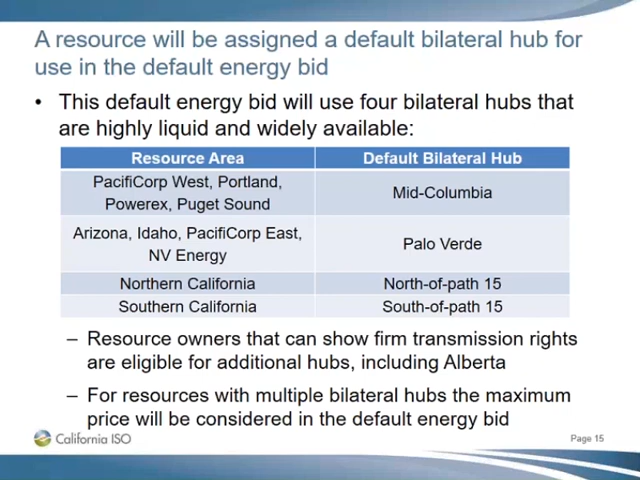 A resource will be assigned a default bilateral hub for
use in the default energy bid
• This default energy bid will use four bilateral hubs that
are highly liquid and widely available:
Resource Area Default Bilateral Hub
PacifiCorp West, Portland,
Powerex, Puget Sound
Mid-Columbia
Arizona, Idaho, PacifiCorp East,
NV Energy
Palo Verde
Northern California North-of-path 15
Southern California South-of-path 15
– Resource owners that can show firm transmission rights
are eligible for additional hubs, including Alberta
– For resources with multiple bilateral hubs the maximum
price will be considered in the default energy bid
California ISO
Page 15